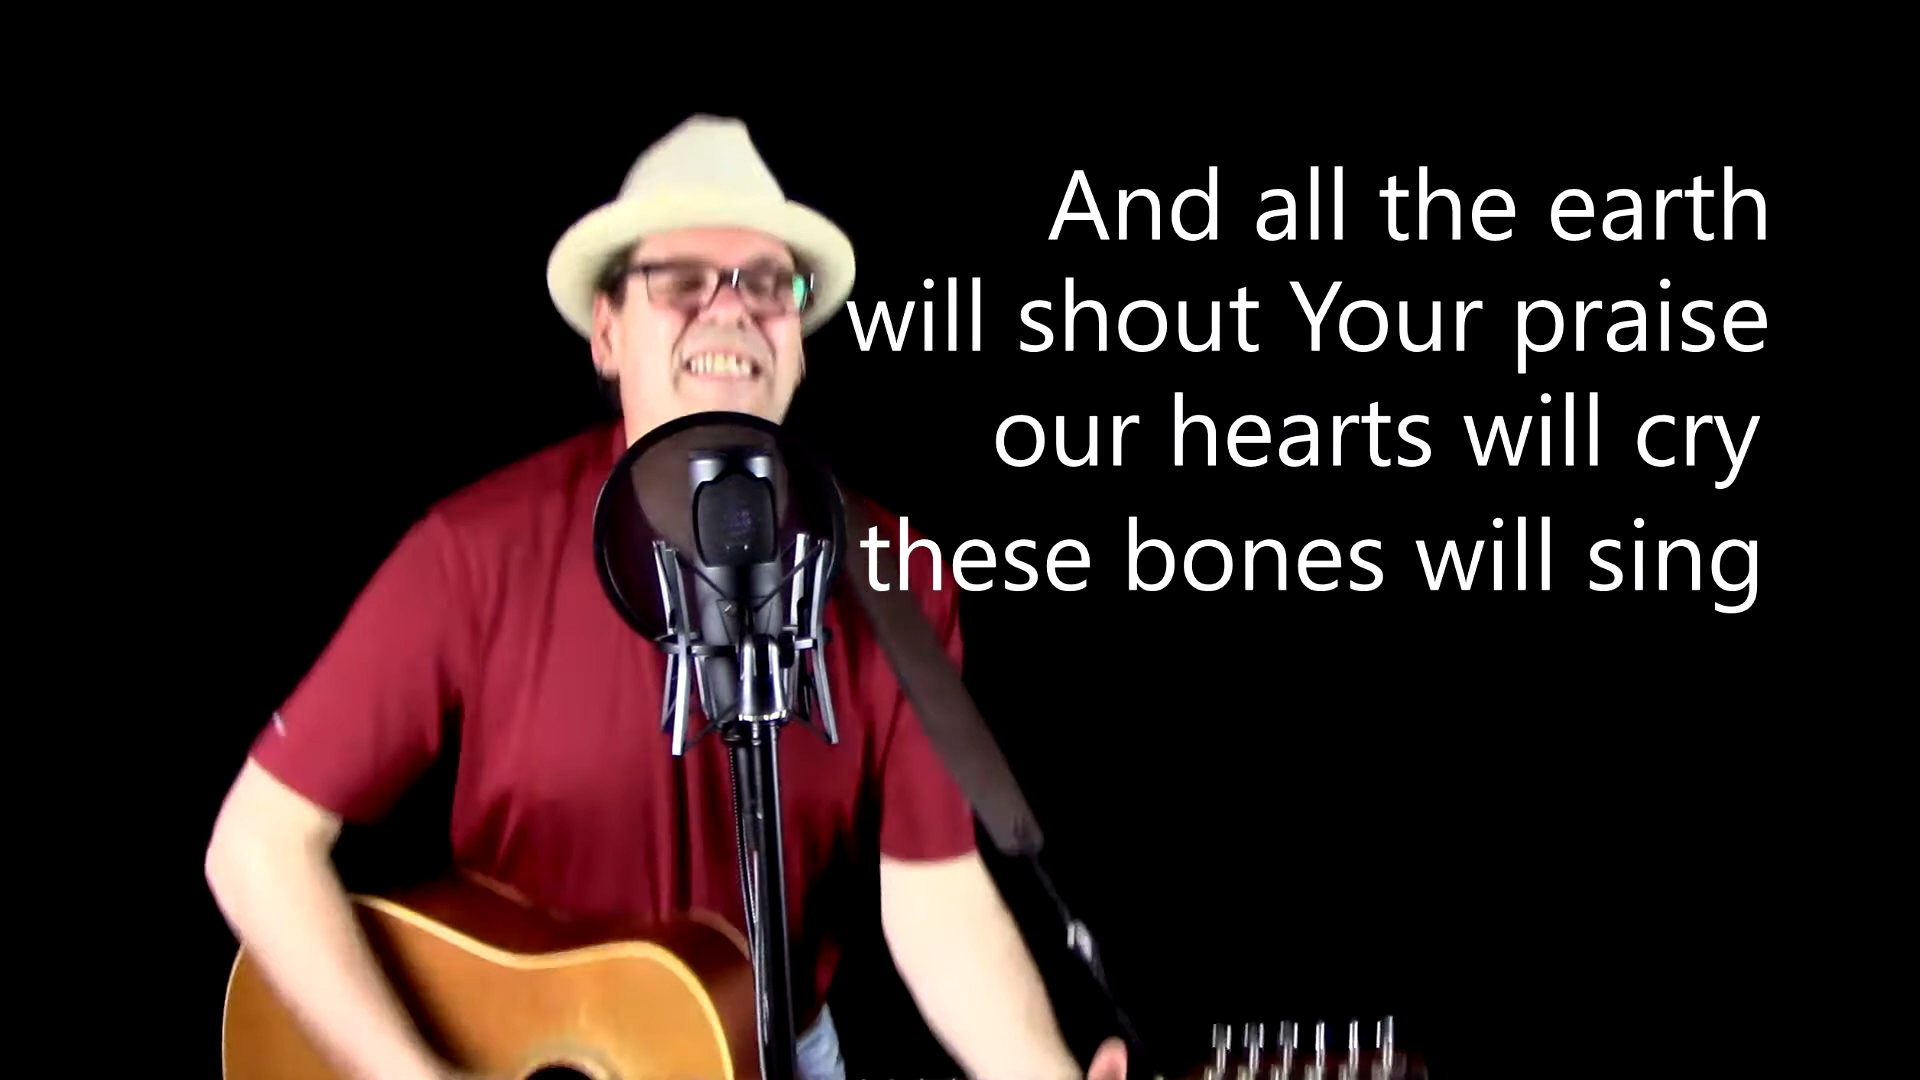 And all the earth
will shout Your praise
our hearts will cry
these bones will sing